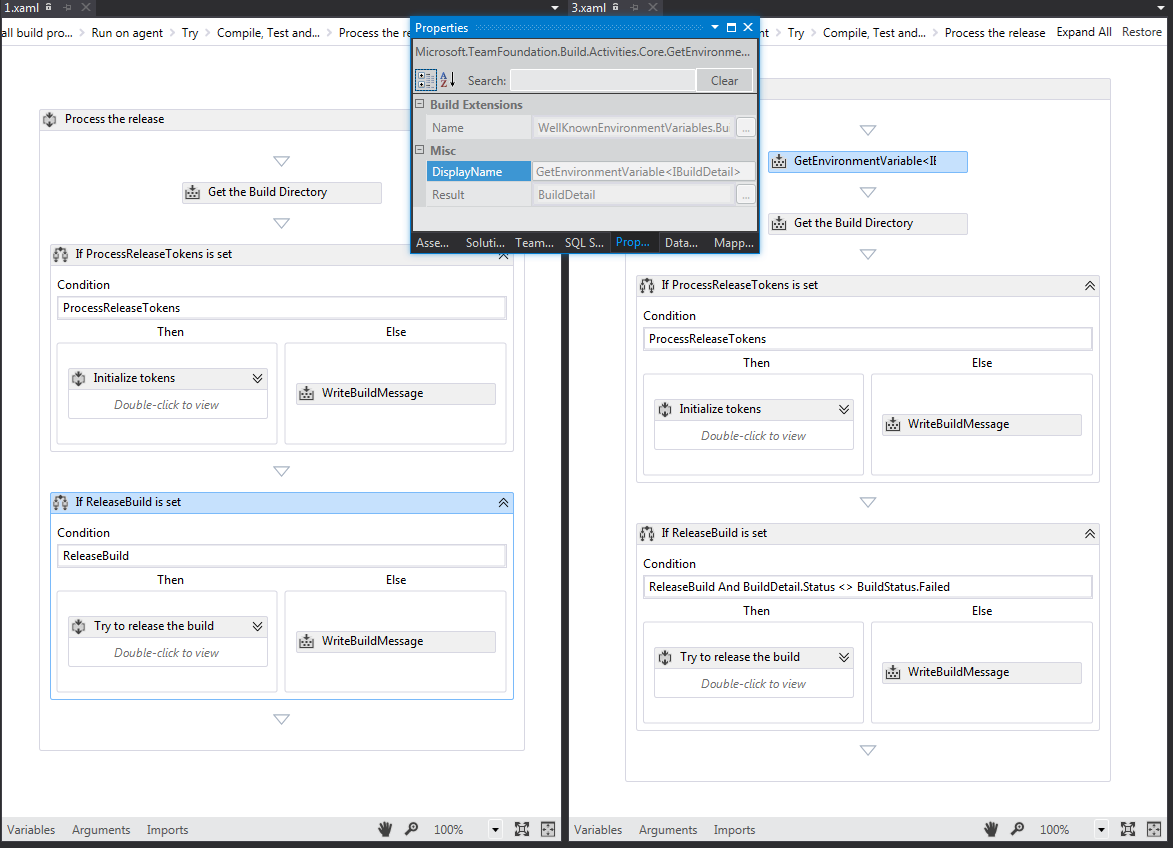 1.xaml
all build pro... Run on agent Try Compile, Test and... Process the re
Process the release
Get the Build Directory
If ProcessReleaseTokens is set
Condition
ProcessReleaseTokens
Then Else
Initialize tokens
Double-click to view
WriteBuildMessage
If ReleaseBuild is set
Condition
ReleaseBuild
Then Else
Try to release the build
Double-click to view
WriteBuildMessage
Variables Arguments Imports 100%
Properties
Microsoft.TeamFoundation.Build.Activities.Core.GetEnvironme...
Search: Clear
Build Extensions
Name WellKnownEnvironmentVariables.Bu ...
Misc
DisplayName GetEnvironmentVariable<IBuildDetail>
Result BuildDetail ...
Asse... Soluti... Team... SQL S... Prop... Data... Mapp...
3.xaml
nt Try Compile, Test and... Process the release Expand All Restore
GetEnvironmentVariable<IB
Get the Build Directory
If ProcessReleaseTokens is set
Condition
ProcessReleaseTokens
Then Else
Initialize tokens
Double-click to view
WriteBuildMessage
If ReleaseBuild is set
Condition
ReleaseBuild And BuildDetail.Status <> BuildStatus.Failed
Then Else
Try to release the build
Double-click to view
WriteBuildMessage
Variables Arguments Imports 100%